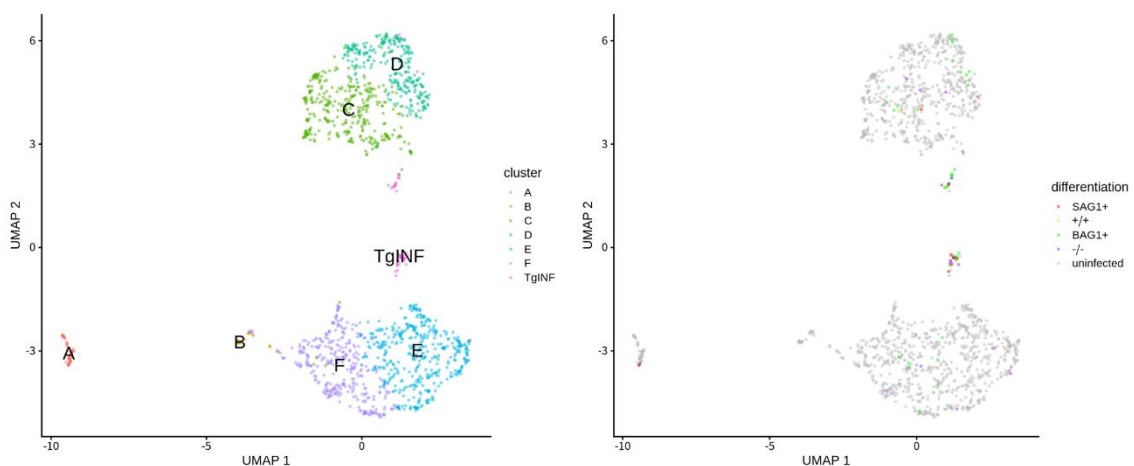 6
3
0
-3
UMAP 2
-10
-5
0
UMAP 1
D
C
TgINF
A
B
F
E
cluster
A
B
C
D
E
F
TgINF
6
3
0
-3
UMAP 2
-10
-5
0
UMAP 1
differentiation
SAG1+
+/+
BAG1+
-/-
uninfected